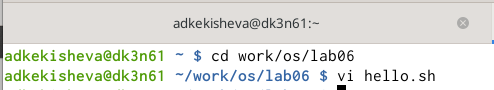 adkekisheva@dk3n61:~
adkekisheva@dk3n61 ~ $ cd work/os/lab06
adkekisheva@dk3n61 ~/work/os/lab06 $ vi hello.sh